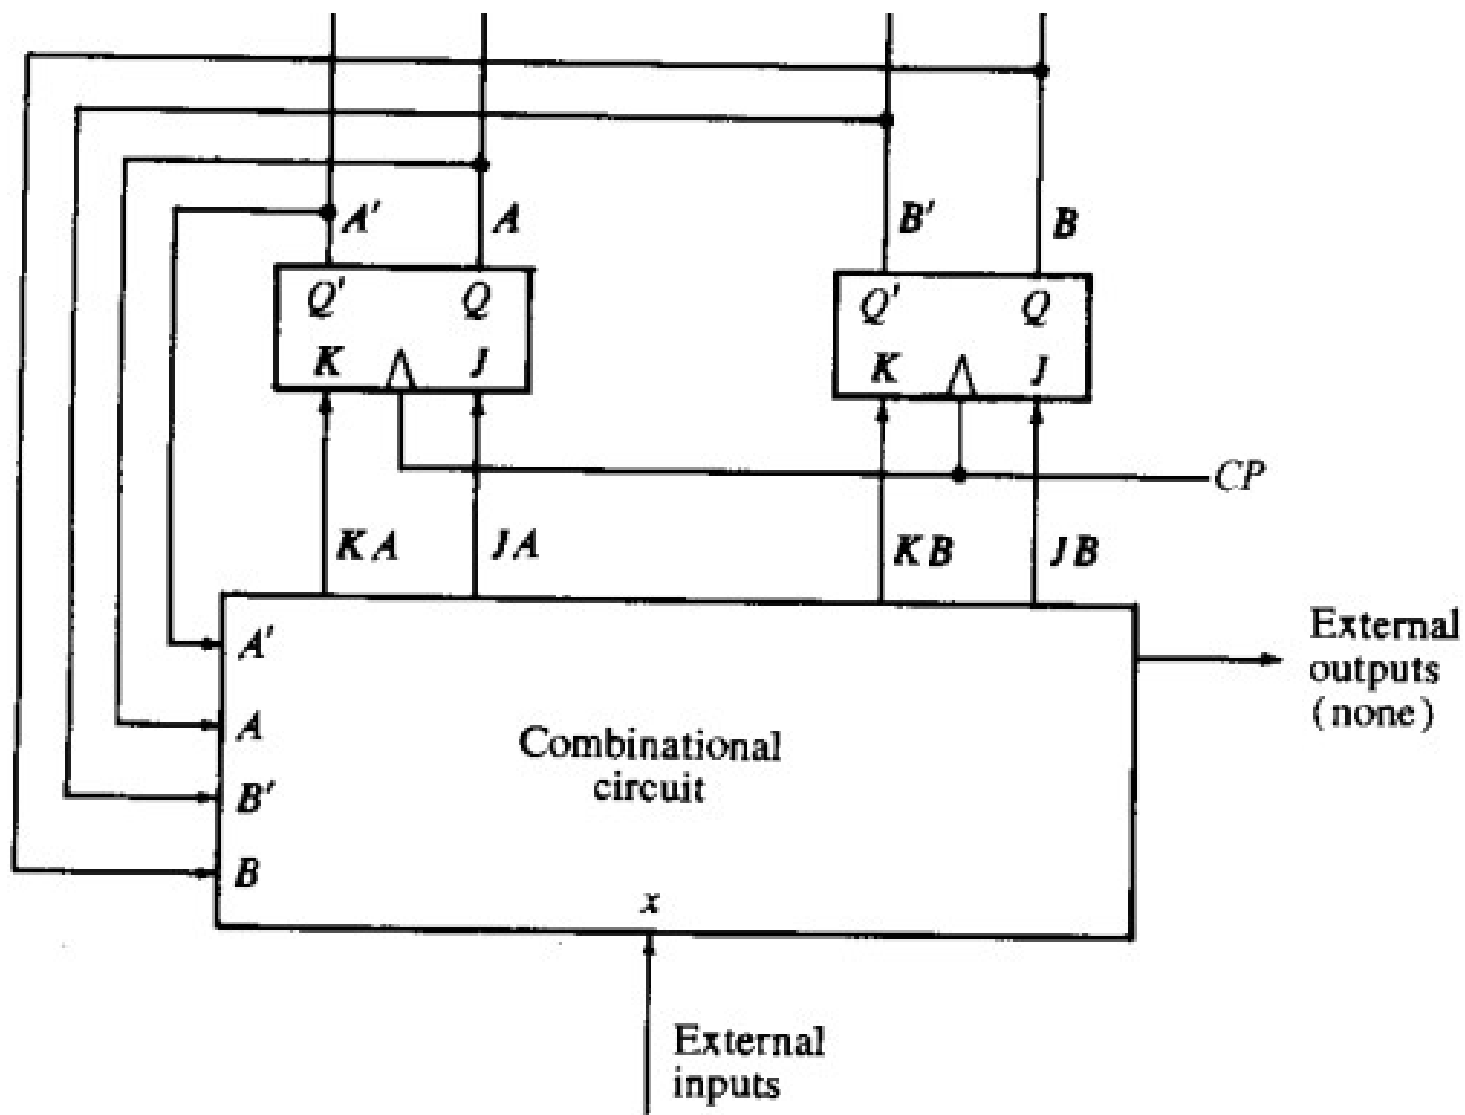 A′
A
B′
B
Q′
Q
Q′
Q
K
J
K
J
CP
KA
JA
KB
JB
External
outputs
(none)
A′
A
B′
B
Combinational
circuit
x
External
inputs